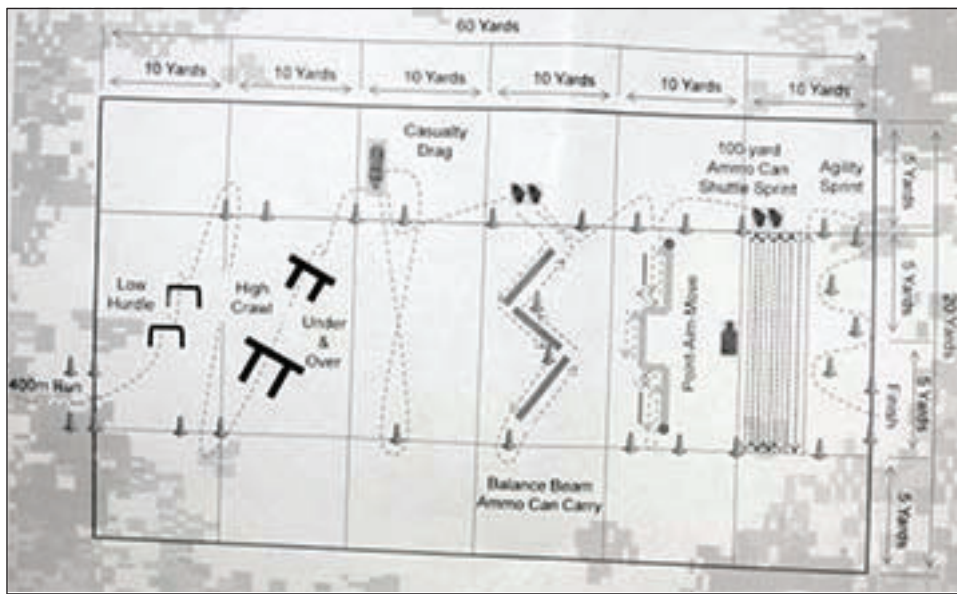 60 Yards
10 Yards
10 Yards
10 Yards
10 Yards
10 Yards
10 Yards
Casualty
Drag
100-yard
Ammo Can
Shuttle Sprint
Agility
Sprint
5 Yards
Low
Hurdle
High
Crawl
Under
&
Over
Point-Aim-Move
5 Yards
20 Yards
400m Run
Finish
5 Yards
Balance Beam
Ammo Can Carry
5 Yards